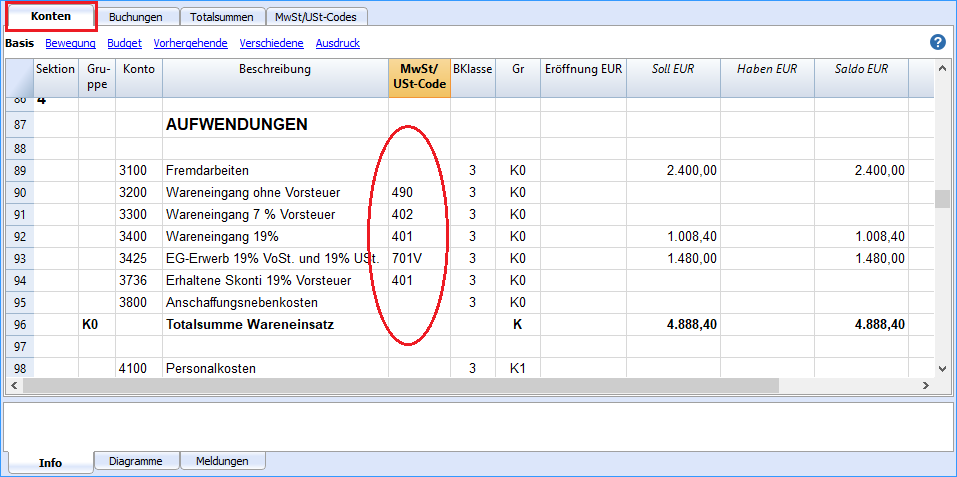 Konten Buchungen Totalsummen MwSt/USt-Codes
Basis Bewegung Budget Vorhergehende Verschiedene Ausdruck ?
Sektion Gru-ppe Konto Beschreibung MwSt/USt-Code BKlasse Gr Eröffnung EUR Soll EUR Haben EUR Saldo EUR
86 4
87 AUFWENDUNGEN
88
89 3100 Fremdarbeiten 3 K0 2.400,00 2.400,00
90 3200 Wareneingang ohne Vorsteuer 490 3 K0
91 3300 Wareneingang 7 % Vorsteuer 402 3 K0
92 3400 Wareneingang 19% 401 3 K0 1.008,40 1.008,40
93 3425 EG-Erwerb 19% VoSt. und 19% USt. 701V 3 K0 1.480,00 1.480,00
94 3736 Erhaltene Skonti 19% Vorsteuer 401 3 K0
95 3800 Anschaffungsnebenkosten 3 K0
96 K0 Totalsumme Wareneinsatz K 4.888,40 4.888,40
97
98 4100 Personalkosten 3 K1
Info Diagramme Meldungen